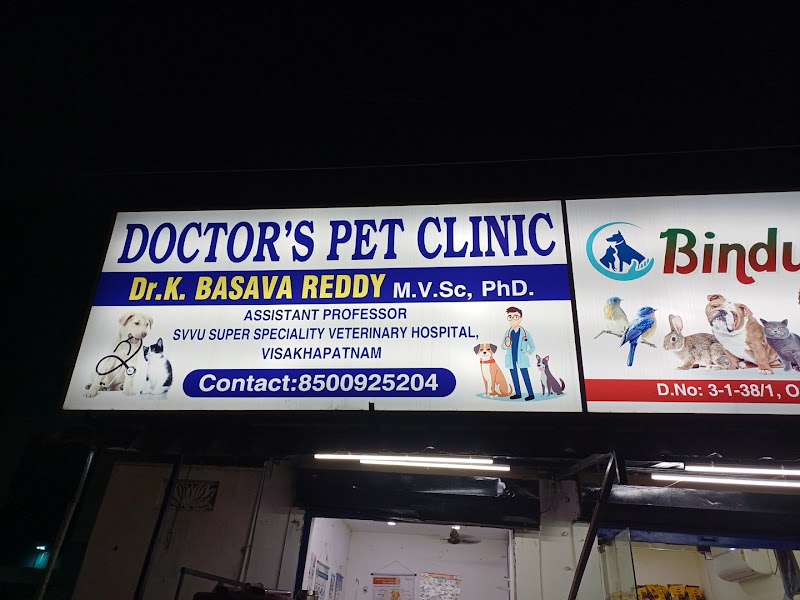 DOCTOR'S PET CLINIC
Dr.K. BASAVA REDDY M.V.Sc, PhD.
ASSISTANT PROFESSOR
SVVU SUPER SPECIALITY VETERINARY HOSPITAL,
VISAKHAPATNAM
Contact:8500925204
Bindu
D.No: 3-1-38/1, O